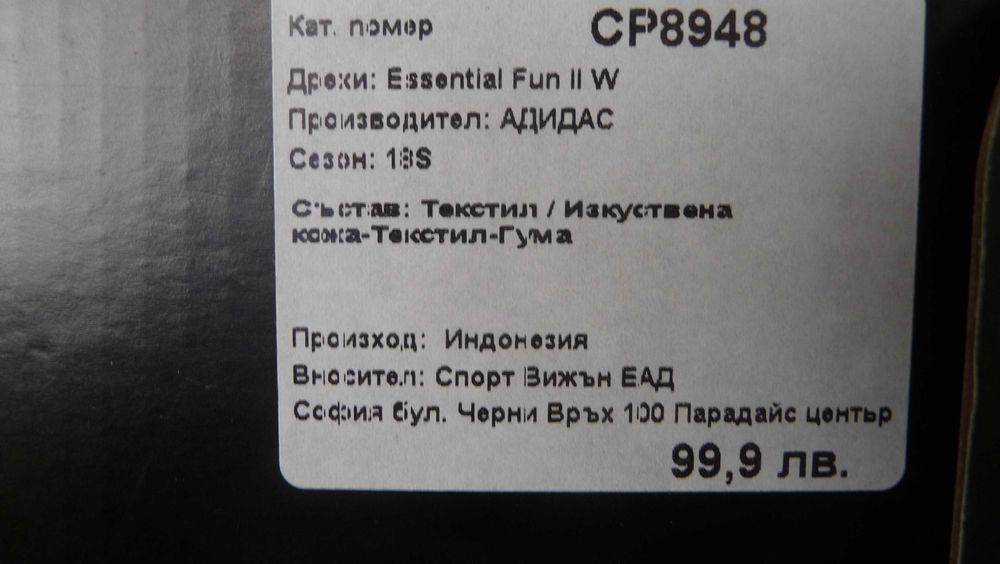 Кат. помер CP8948
Дрехи: Essential Fun II W
Производител: АДИДАС
Сезон: 18S
Състав: Текстил / Изкуствена
кожа-Текстил-Гума
Произход: Индонезия
Вносител: Спорт Вижън ЕАД
София бул. Черни Връх 100 Парадайс център
99,9 лв.